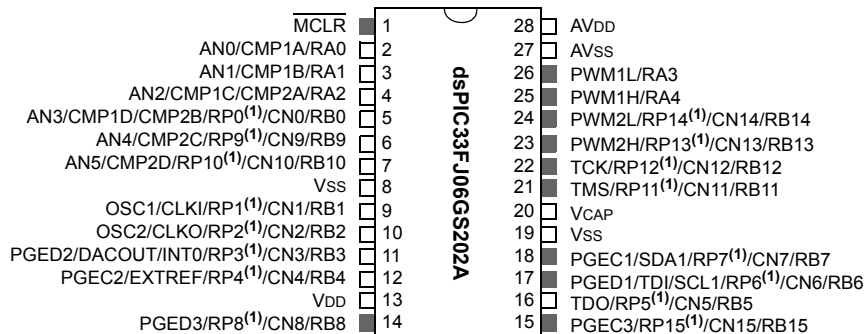 MCLR 1 28 AVDD
AN0/CMP1A/RA0 2 27 AVSS
AN1/CMP1B/RA1 3 26 PWM1L/RA3
AN2/CMP1C/CMP2A/RA2 4 25 PWM1H/RA4
AN3/CMP1D/CMP2B/RP0(1)/CN0/RB0 5 24 PWM2L/RP14(1)/CN14/RB14
AN4/CMP2C/RP9(1)/CN9/RB9 6 23 PWM2H/RP13(1)/CN13/RB13
AN5/CMP2D/RP10(1)/CN10/RB10 7 22 TCK/RP12(1)/CN12/RB12
VSS 8 21 TMS/RP11(1)/CN11/RB11
OSC1/CLKI/RP1(1)/CN1/RB1 9 20 VCAP
OSC2/CLKO/RP2(1)/CN2/RB2 10 19 VSS
PGED2/DACOUT/INT0/RP3(1)/CN3/RB3 11 18 PGEC1/SDA1/RP7(1)/CN7/RB7
PGEC2/EXTREF/RP4(1)/CN4/RB4 12 17 PGED1/TDI/SCL1/RP6(1)/CN6/RB6
VDD 13 16 TDO/RP5(1)/CN5/RB5
PGED3/RP8(1)/CN8/RB8 14 15 PGEC3/RP15(1)/CN15/RB15
dsPIC33FJ06GS202A